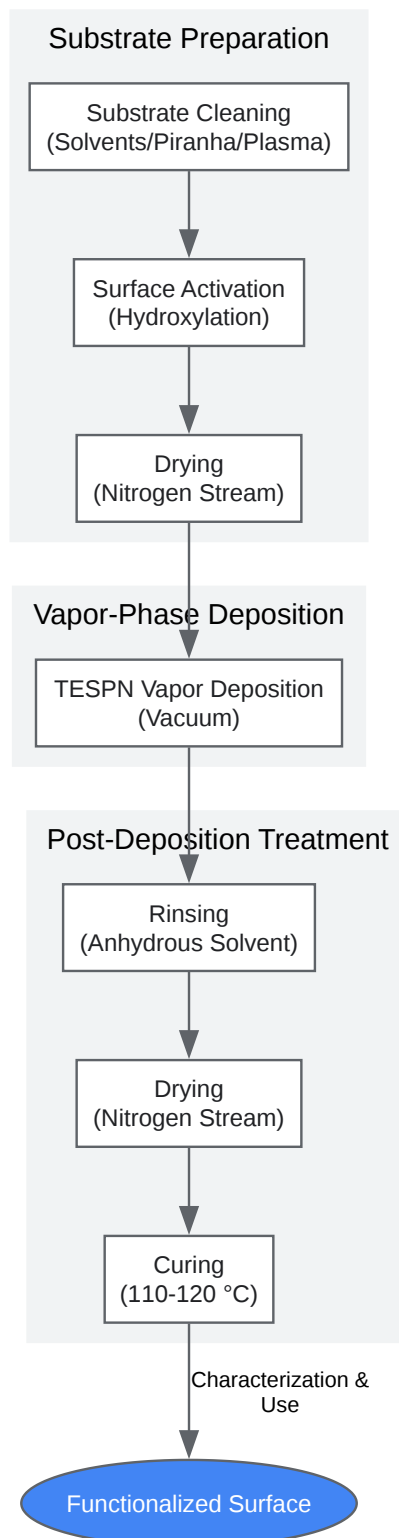 Substrate Preparation
Substrate Cleaning
(Solvents/Piranha/Plasma)
Surface Activation
(Hydroxylation)
Drying
(Nitrogen Stream)
Vapor-Phase Deposition
TESPN Vapor Deposition
(Vacuum)
Post-Deposition Treatment
Rinsing
(Anhydrous Solvent)
Drying
(Nitrogen Stream)
Curing
(110-120 °C)
Characterization &
Use
Functionalized Surface